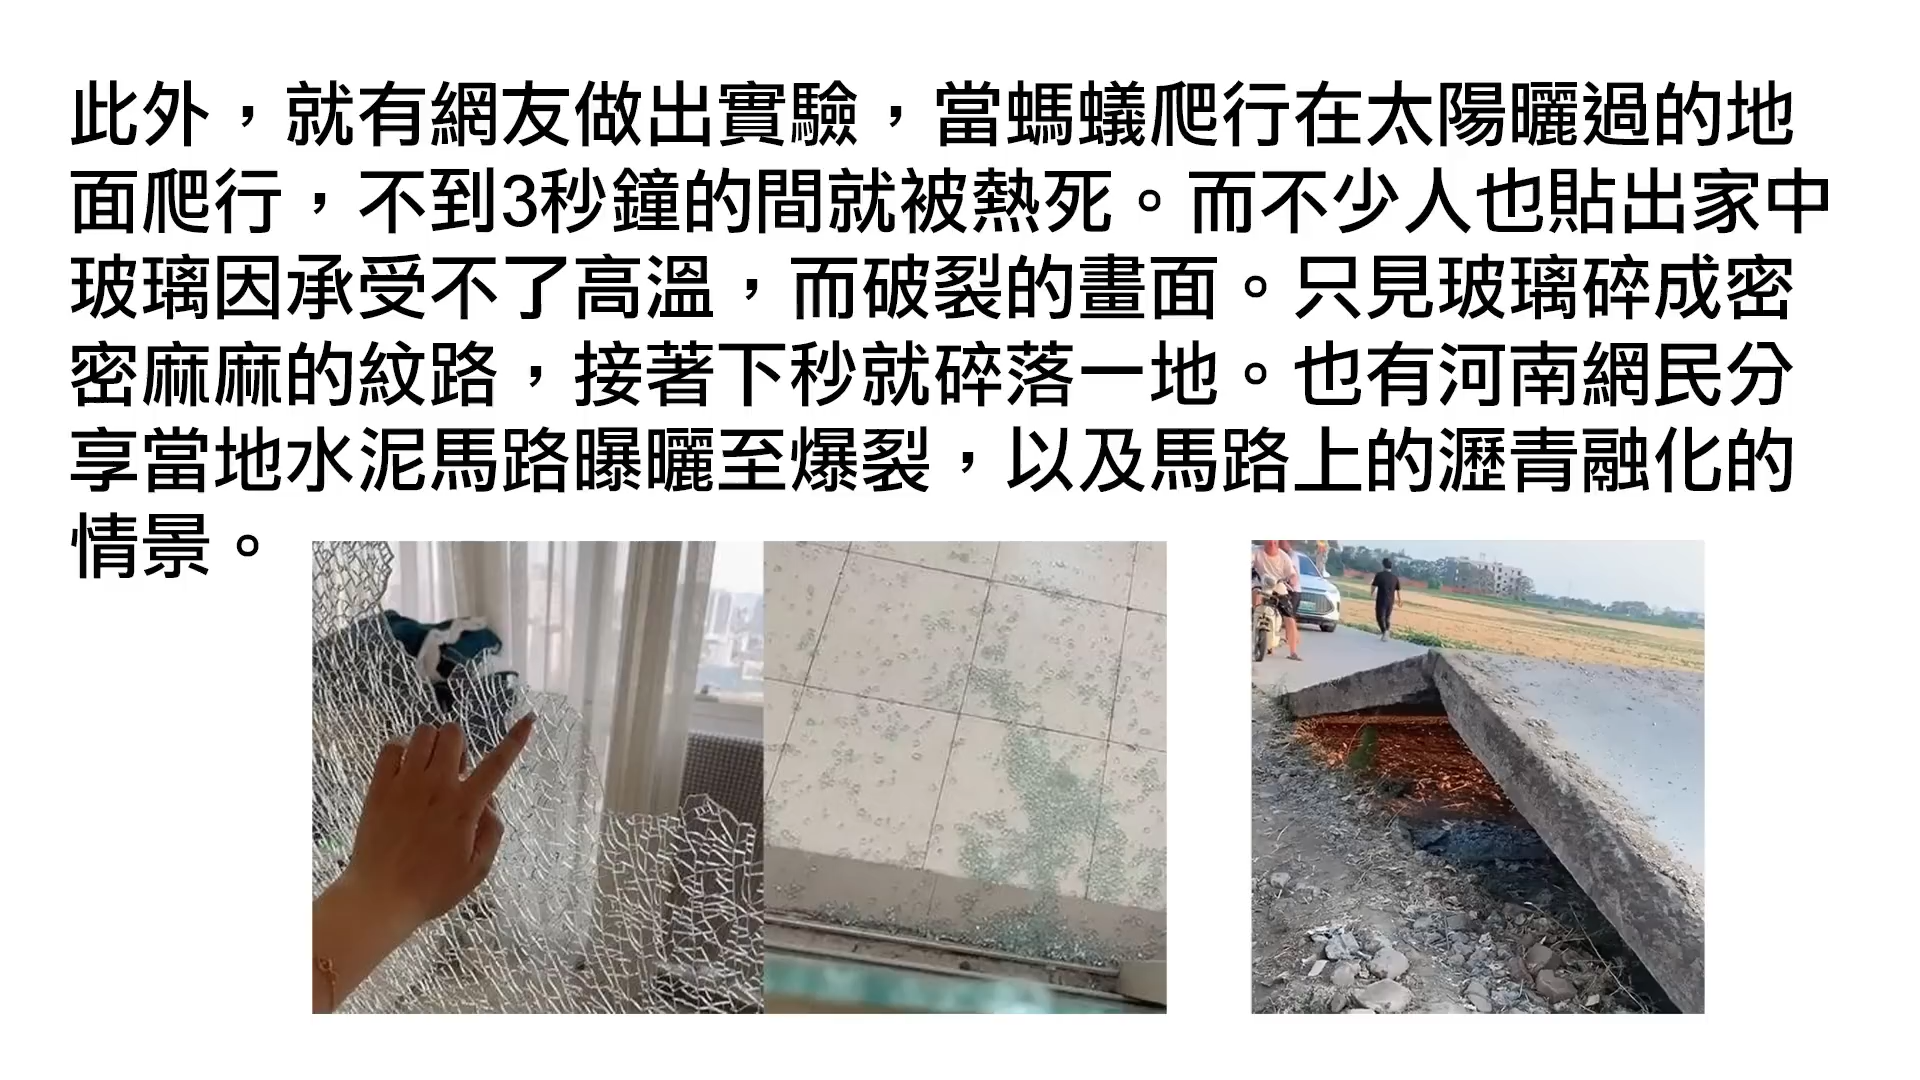 此外，就有網友做出實驗，當螞蟻爬行在太陽曬過的地
面爬行，不到3秒鐘的間就被熱死。而不少人也貼出家中
玻璃因承受不了高溫，而破裂的畫面。只見玻璃碎成密
密麻麻的紋路，接著下秒就碎落一地。也有河南網民分
享當地水泥馬路曝曬至爆裂，以及馬路上的瀝青融化的
情景。